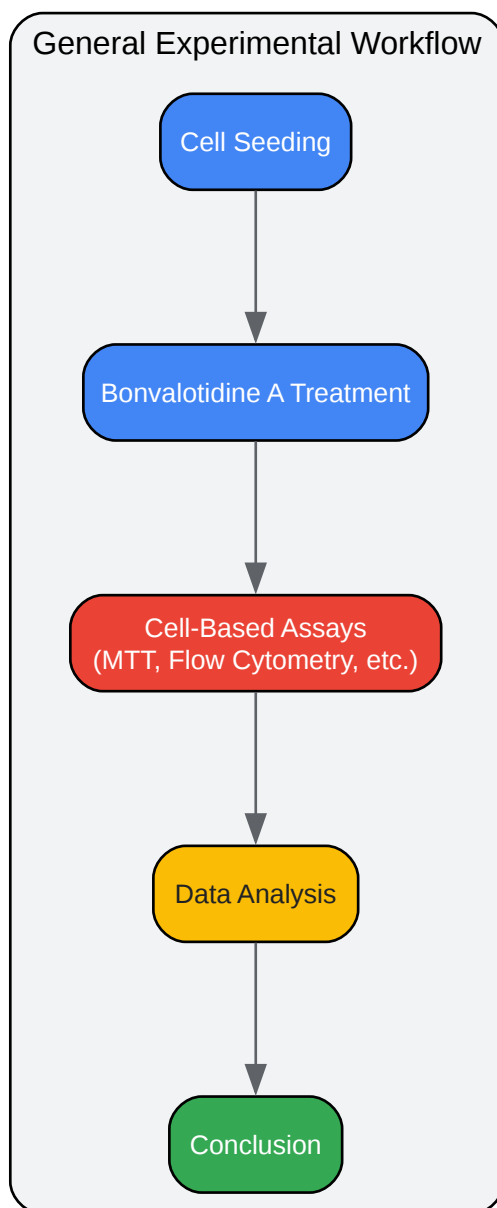 General Experimental Workflow
Cell Seeding
Bonvalotidine A Treatment
Cell-Based Assays
(MTT, Flow Cytometry, etc.)
Data Analysis
Conclusion